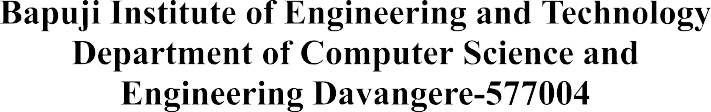 Bapuji Institute of Engineering and Technology
Department of Computer Science and
Engineering Davangere-577004